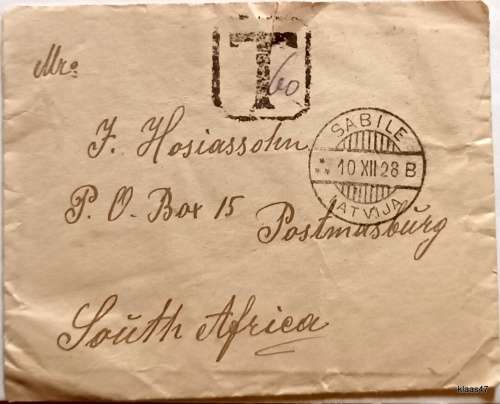 Mr:
T
60
SABILE
10 XII 28 B
LATVIJA
J. Hosiassohn
P. O. Box 15
Postmasburg
South Africa
klaas47